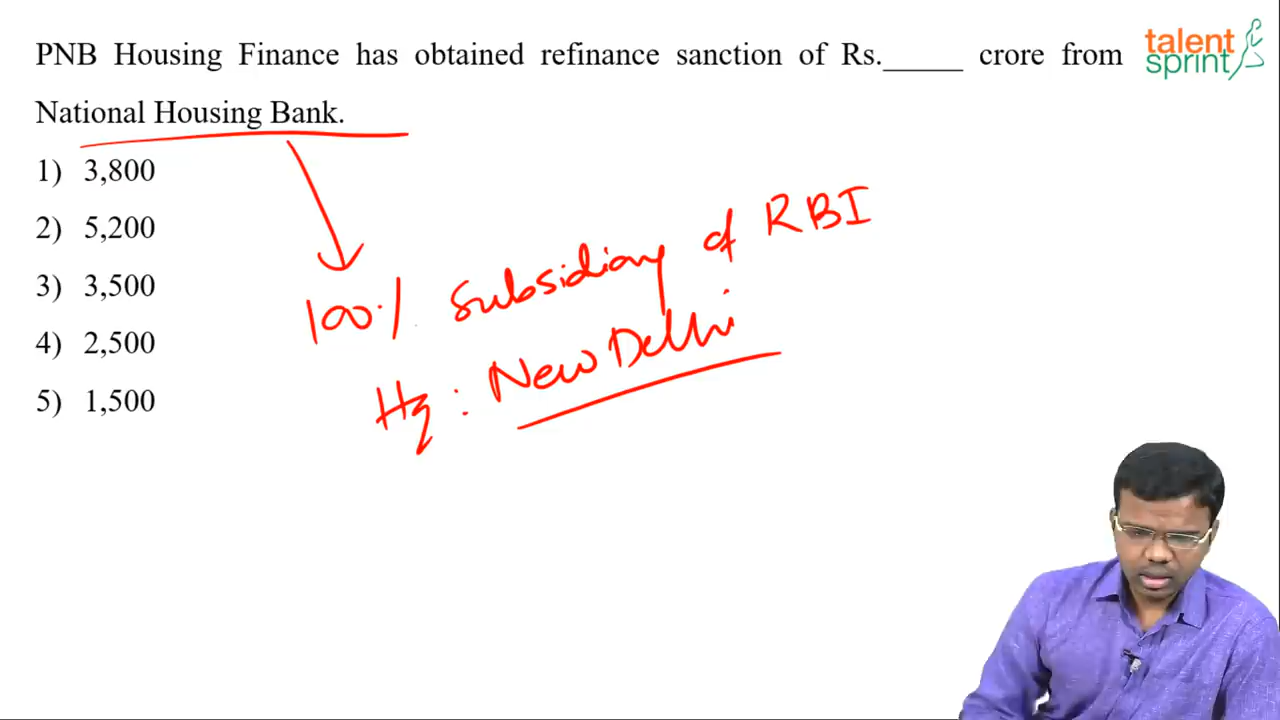 PNB Housing Finance has obtained refinance sanction of Rs._____ crore from
National Housing Bank.
talent
sprint
1) 3,800
2) 5,200
3) 3,500
4) 2,500
5) 1,500
100% Subsidiary of RBI
Hq : New Delhi